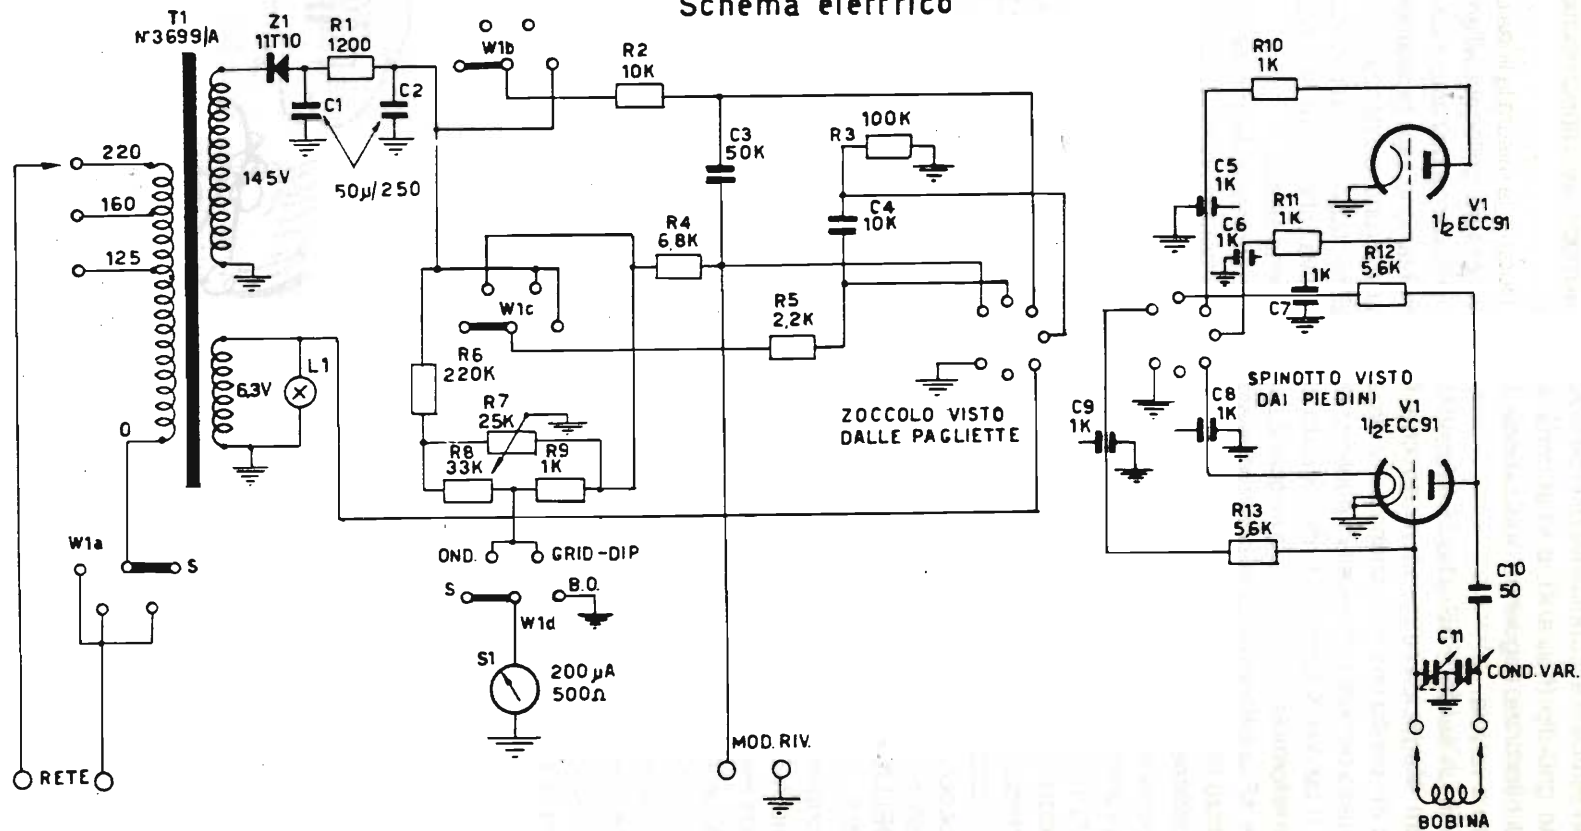 Schema elettrico
T1
N°3699/A
Z1
11T10
R1
1200
C1
C2
50µ/250
W1b
R2
10K
C3
50K
R3
100K
C4
10K
R4
6,8K
R5
2,2K
220
160
125
0
145V
6,3V
L1
W1c
R6
220K
R7
25K
R8
33K
R9
1K
ZOCCOLO VISTO
DALLE PAGLIETTE
W1a
S
OND.
GRID-DIP
S
B.O.
W1d
S1
200µA
500Ω
RETE
MOD. RIV.
R10
1K
C5
1K
C6
1K
R11
1K
V1
1/2ECC91
1K
C7
R12
5,6K
SPINOTTO VISTO
DAI PIEDINI
C9
1K
C8
1K
V1
1/2ECC91
R13
5,6K
C10
50
C11
COND. VAR.
BOBINA